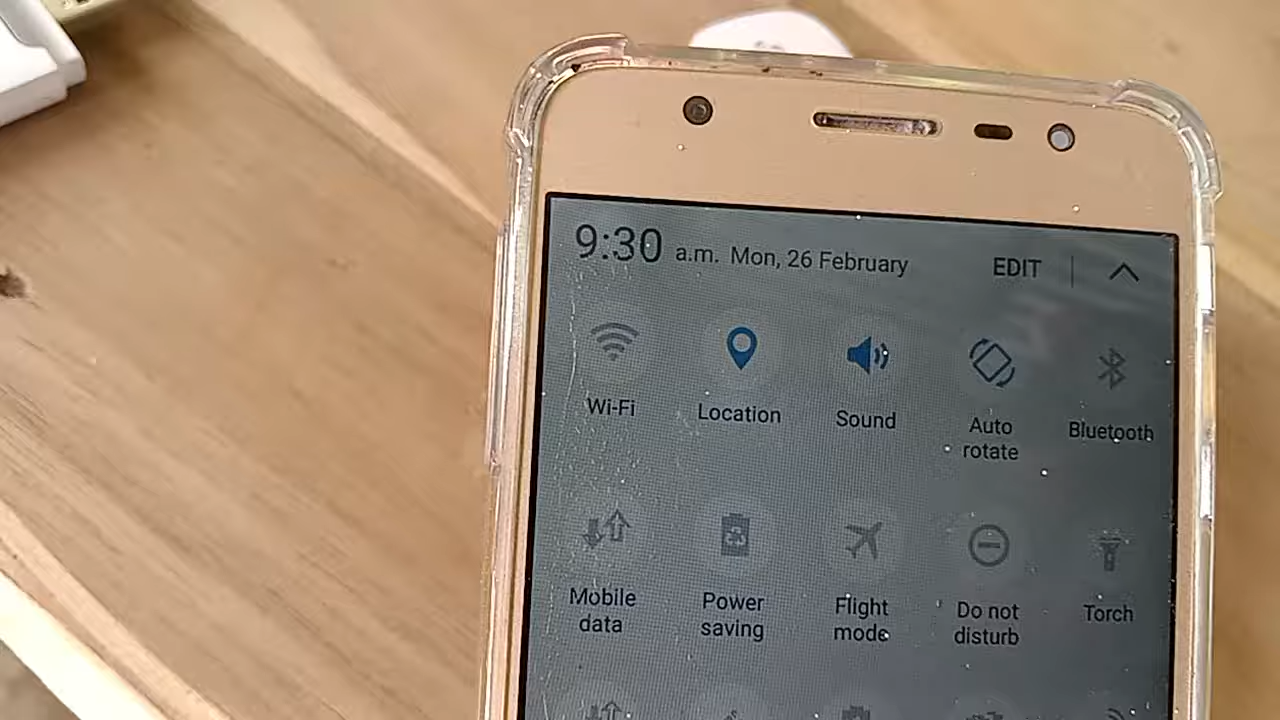 9:30 a.m. Mon, 26 February EDIT
Wi-Fi
Location
Sound
Auto
rotate
Bluetooth
Mobile
data
Power
saving
Flight
mode
Do not
disturb
Torch